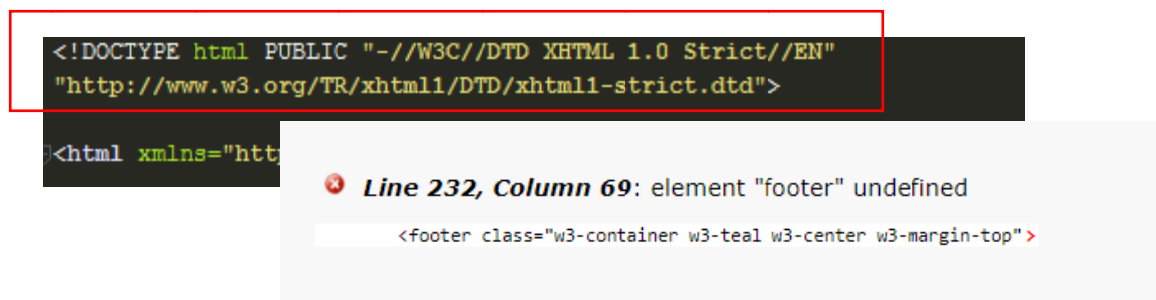 <!DOCTYPE html PUBLIC "-//W3C//DTD XHTML 1.0 Strict//EN"
"http://www.w3.org/TR/xhtml1/DTD/xhtml1-strict.dtd">
<html xmlns="htt
Line 232, Column 69: element "footer" undefined
<footer class="w3-container w3-teal w3-center w3-margin-top">